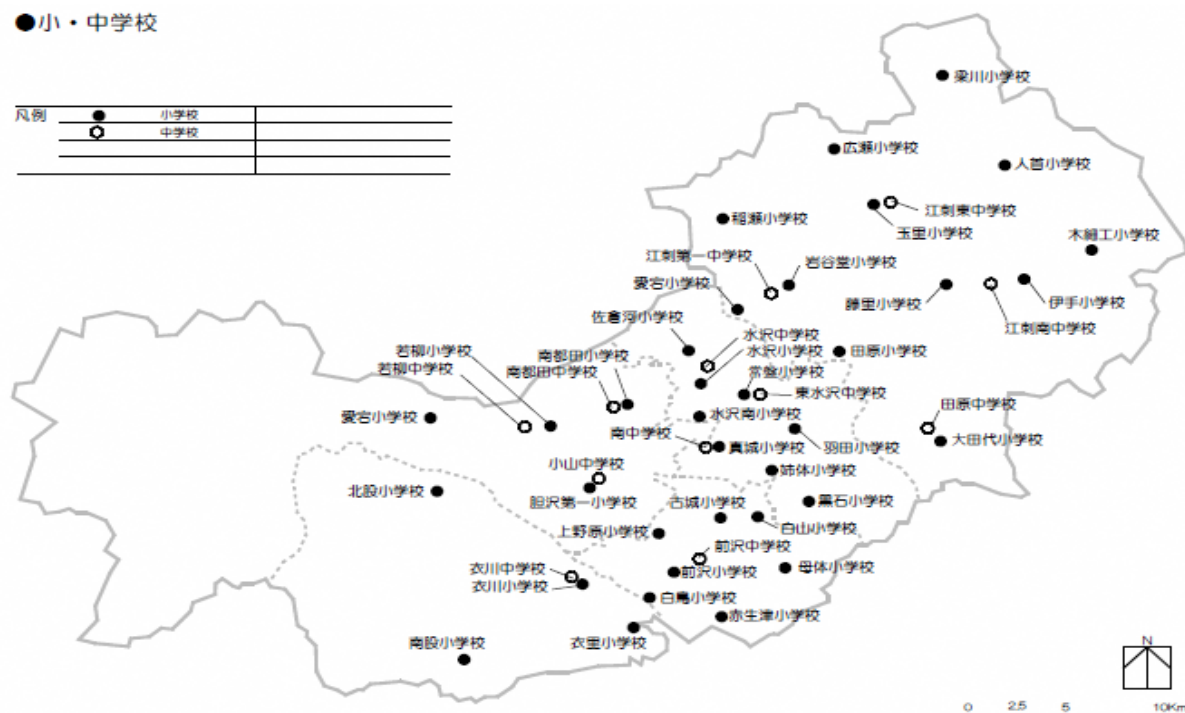 ●小・中学校
凡例
小学校
中学校
梁川小学校
広瀬小学校
人首小学校
江刺東中学校
稲瀬小学校
玉里小学校
木細工小学校
江刺第一中学校
岩谷堂小学校
愛宕小学校
藤里小学校
伊手小学校
江刺南中学校
佐倉河小学校
水沢中学校
水沢小学校
田原小学校
若柳小学校
南都田小学校
若柳中学校
南都田中学校
常盤小学校
東水沢中学校
愛宕小学校
水沢南小学校
田原中学校
南中学校
真城小学校
羽田小学校
大田代小学校
小山中学校
姉体小学校
北股小学校
胆沢第一小学校
古城小学校
黒石小学校
上野原小学校
白山小学校
前沢中学校
衣川中学校
前沢小学校
母体小学校
衣川小学校
白鳥小学校
赤生津小学校
南股小学校
衣里小学校
N
0 2.5 5 10Km